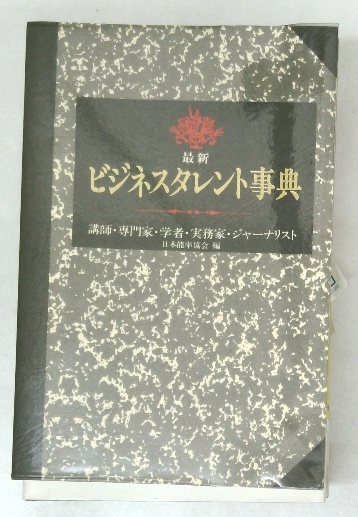 最新
ビジネスタレント事典
講師・専門家・学者・実務家・ジャーナリスト
日本能率協会 編